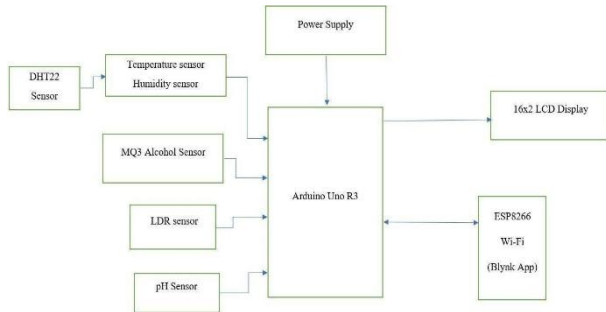 Power Supply
DHT22
Sensor
Temperature sensor
Humidity sensor
16x2 LCD Display
MQ3 Alcohol Sensor
Arduino Uno R3
LDR sensor
ESP8266
Wi-Fi
(Blynk App)
pH Sensor